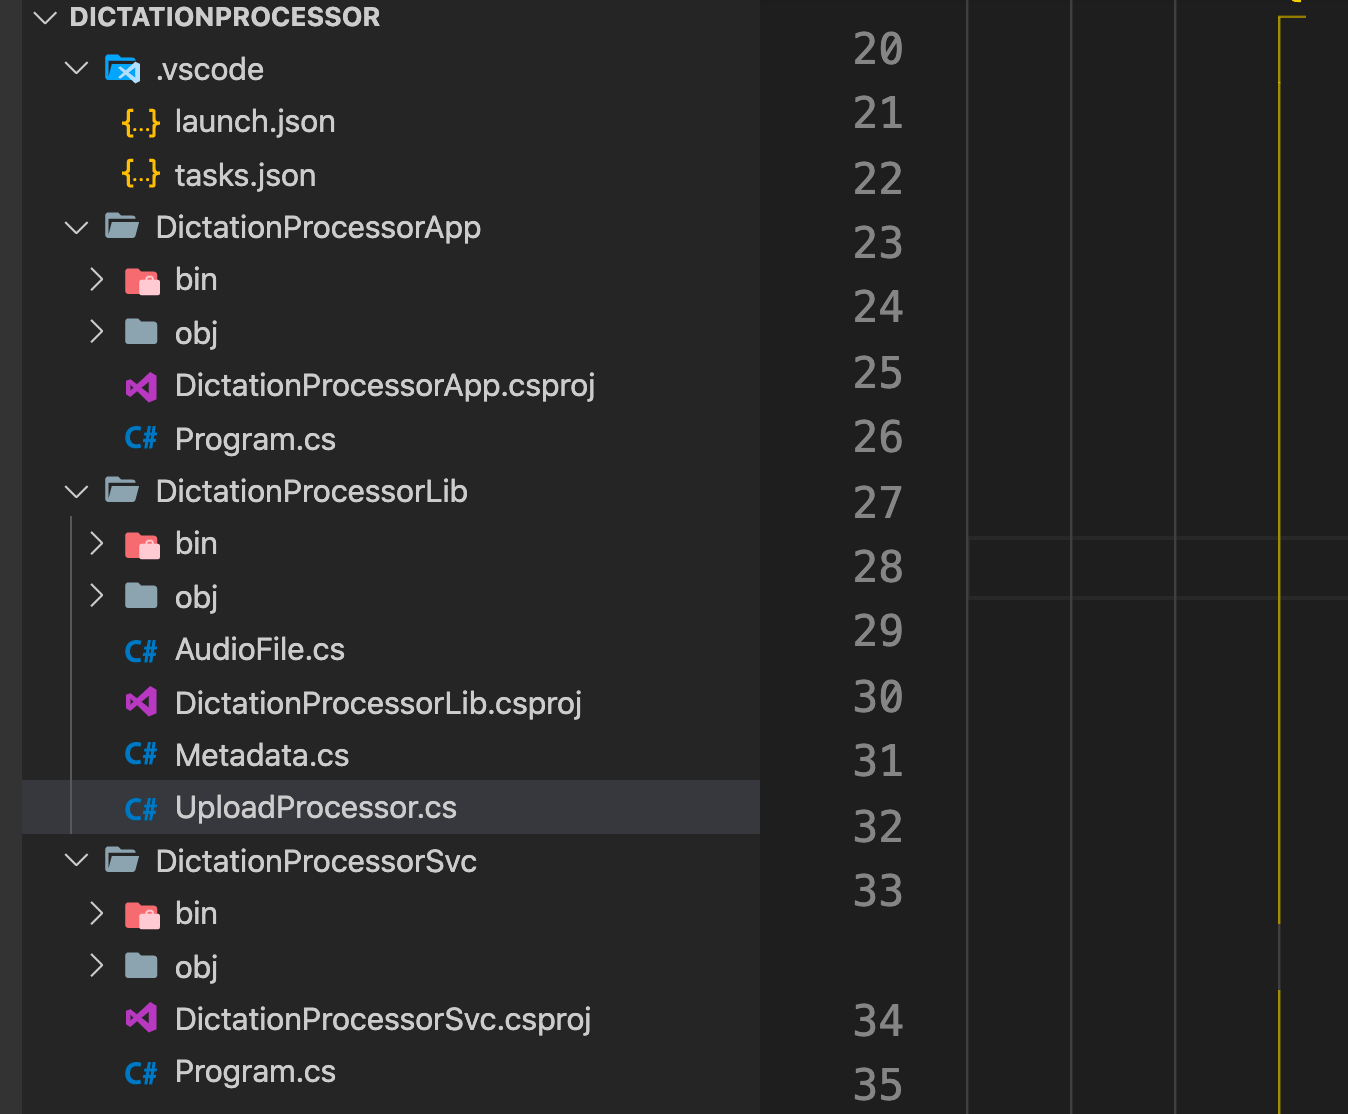 DICTATIONPROCESSOR
.vscode
{...} launch.json
{...} tasks.json
DictationProcessorApp
bin
obj
DictationProcessorApp.csproj
C# Program.cs
DictationProcessorLib
bin
obj
C# AudioFile.cs
DictationProcessorLib.csproj
C# Metadata.cs
C# UploadProcessor.cs
DictationProcessorSvc
bin
obj
DictationProcessorSvc.csproj
C# Program.cs
20
21
22
23
24
25
26
27
28
29
30
31
32
33
34
35